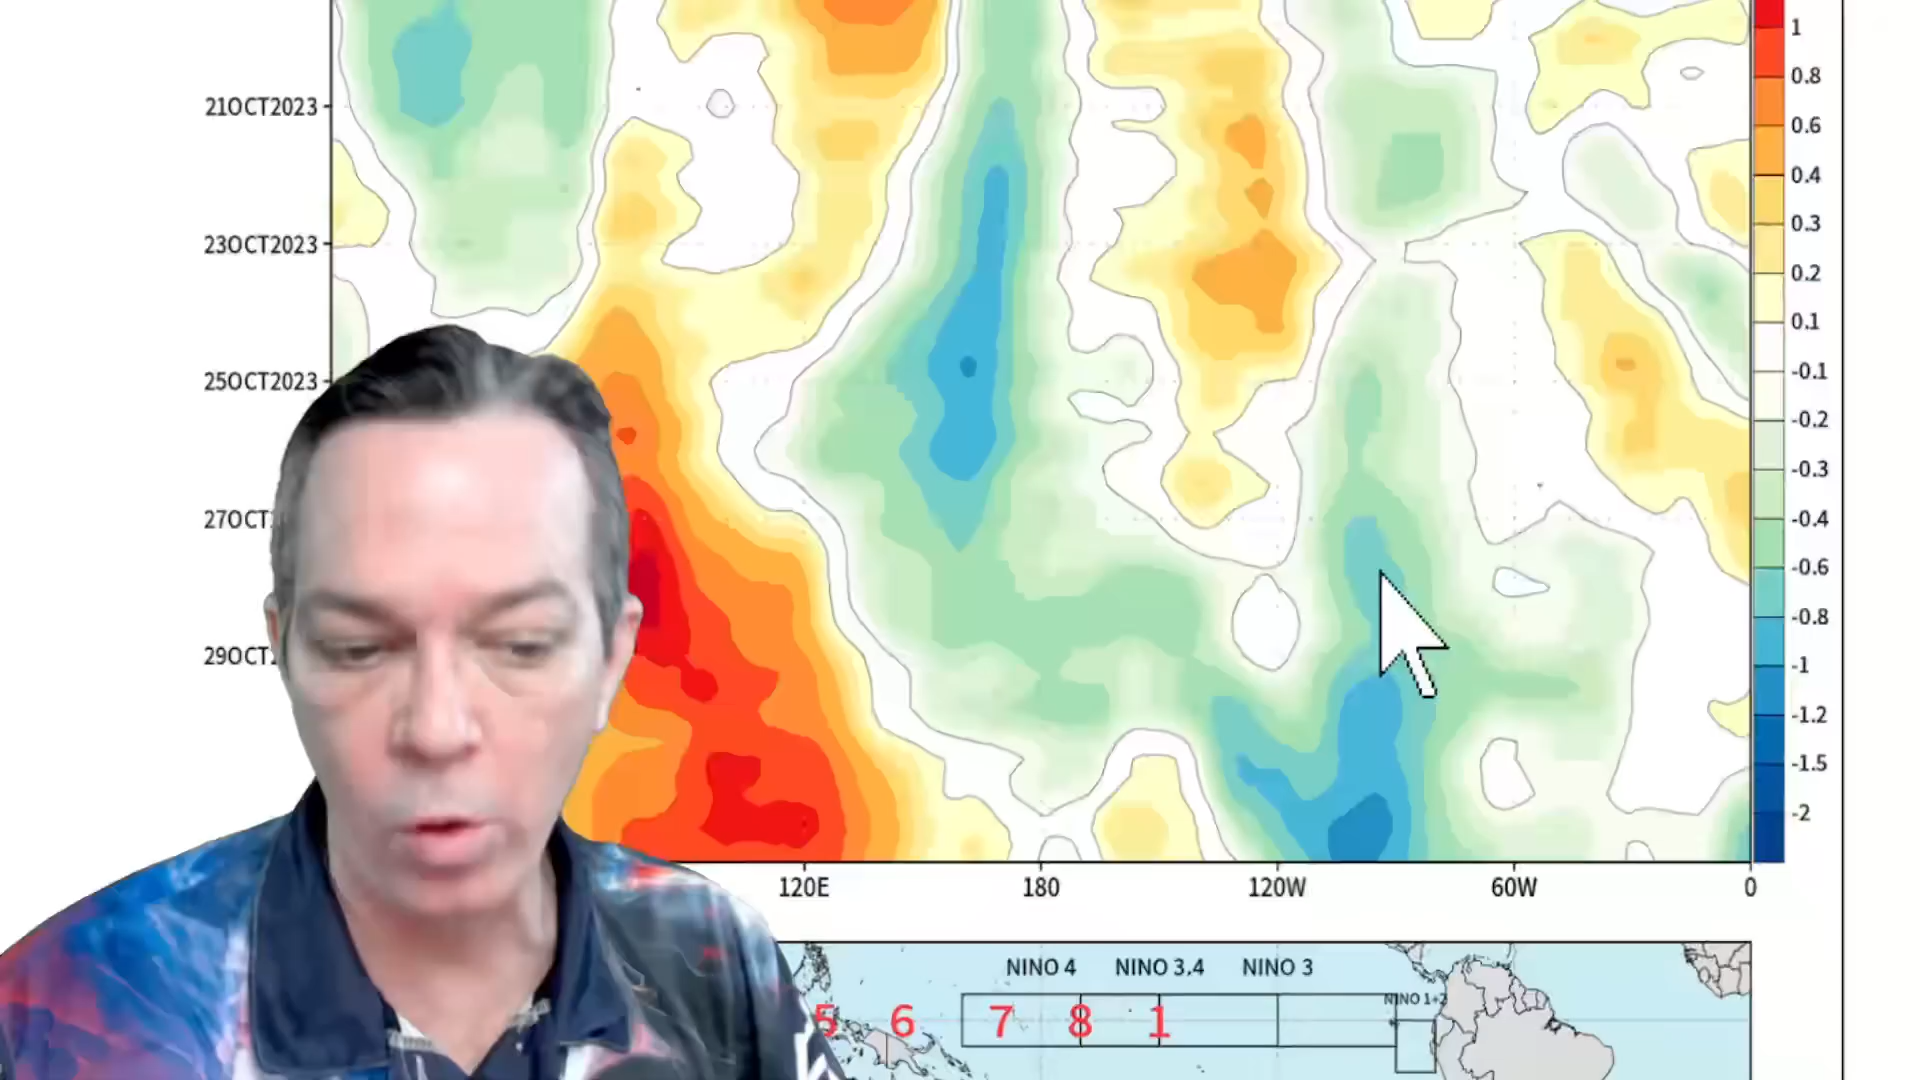 1
0.8
21OCT2023
0.6
0.4
23OCT2023
0.3
0.2
0.1
25OCT2023
-0.1
-0.2
-0.3
27OCT
-0.4
-0.6
-0.8
29OCT
-1
-1.2
-1.5
-2
120E 180 120W 60W 0
NINO 4 NINO 3.4 NINO 3
NINO 1+2
5 6 7 8 1